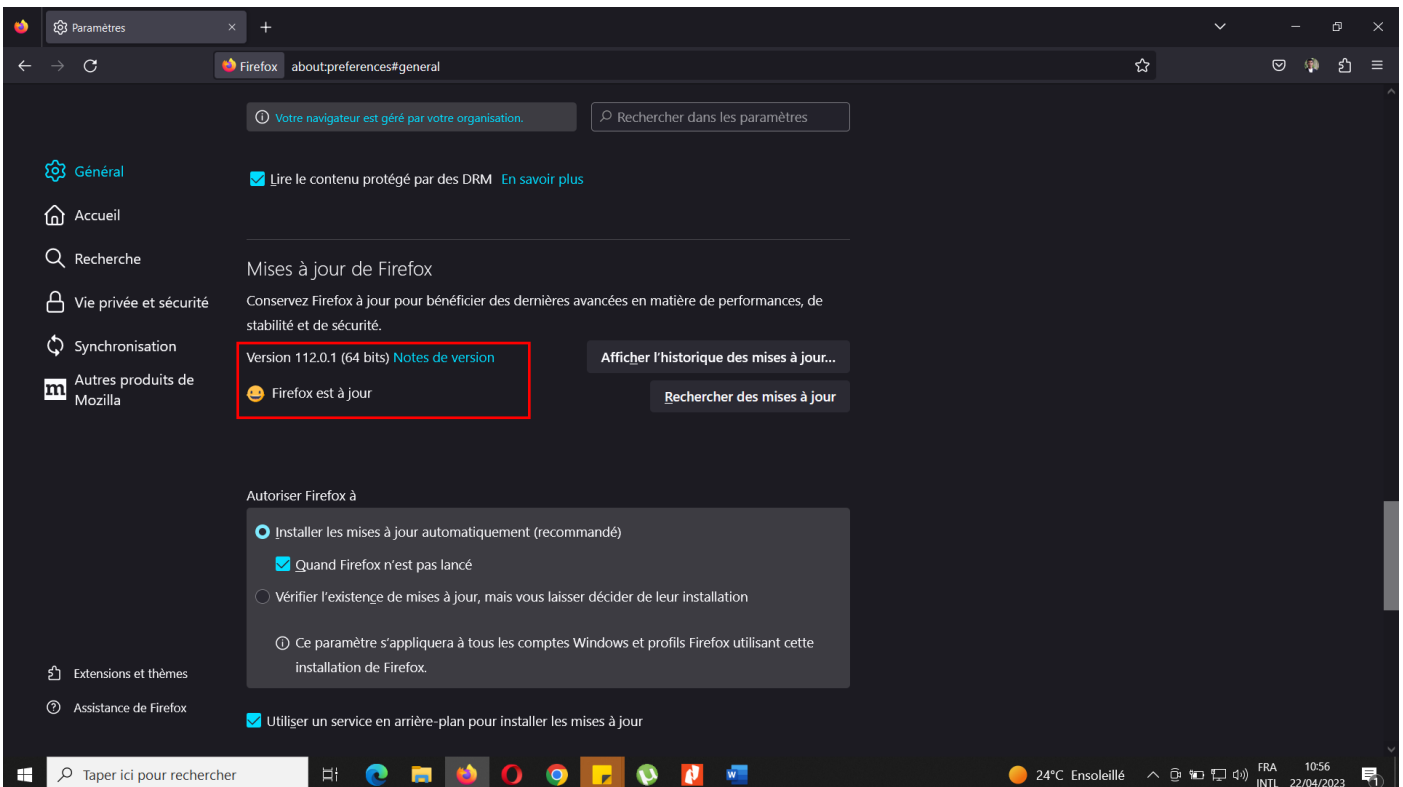 Paramètres
Firefox about:preferences#general
Votre navigateur est géré par votre organisation.
Rechercher dans les paramètres
Général
Accueil
Recherche
Vie privée et sécurité
Synchronisation
Autres produits de
Mozilla
Extensions et thèmes
Assistance de Firefox
Lire le contenu protégé par des DRM En savoir plus
Mises à jour de Firefox
Conservez Firefox à jour pour bénéficier des dernières avancées en matière de performances, de
stabilité et de sécurité.
Version 112.0.1 (64 bits) Notes de version
Afficher l’historique des mises à jour...
Firefox est à jour
Rechercher des mises à jour
Autoriser Firefox à
Installer les mises à jour automatiquement (recommandé)
Quand Firefox n’est pas lancé
Vérifier l’existence de mises à jour, mais vous laisser décider de leur installation
Ce paramètre s’appliquera à tous les comptes Windows et profils Firefox utilisant cette
installation de Firefox.
Utiliser un service en arrière-plan pour installer les mises à jour
Taper ici pour rechercher
24°C Ensoleillé
FRA
INTL
10:56
22/04/2023